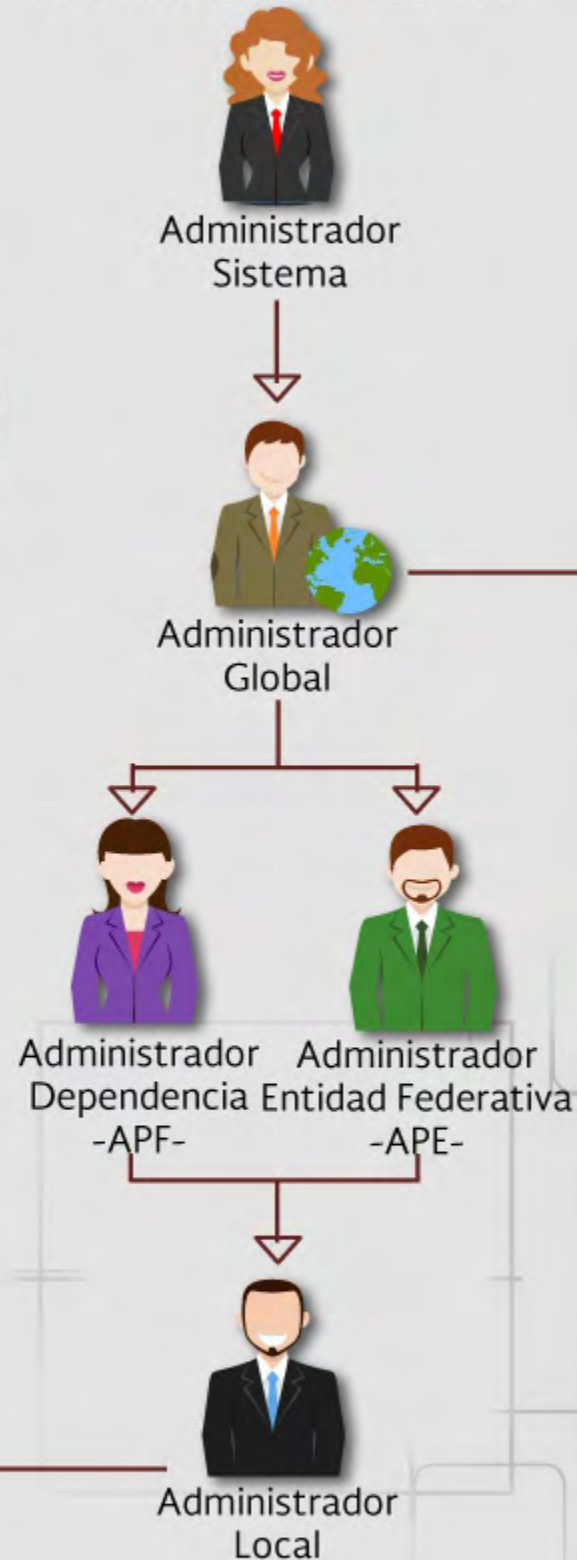 Administrador
Sistema
Administrador
Global
Administrador
Dependencia
-APF-
Administrador
Entidad Federativa
-APE-
Administrador
Local